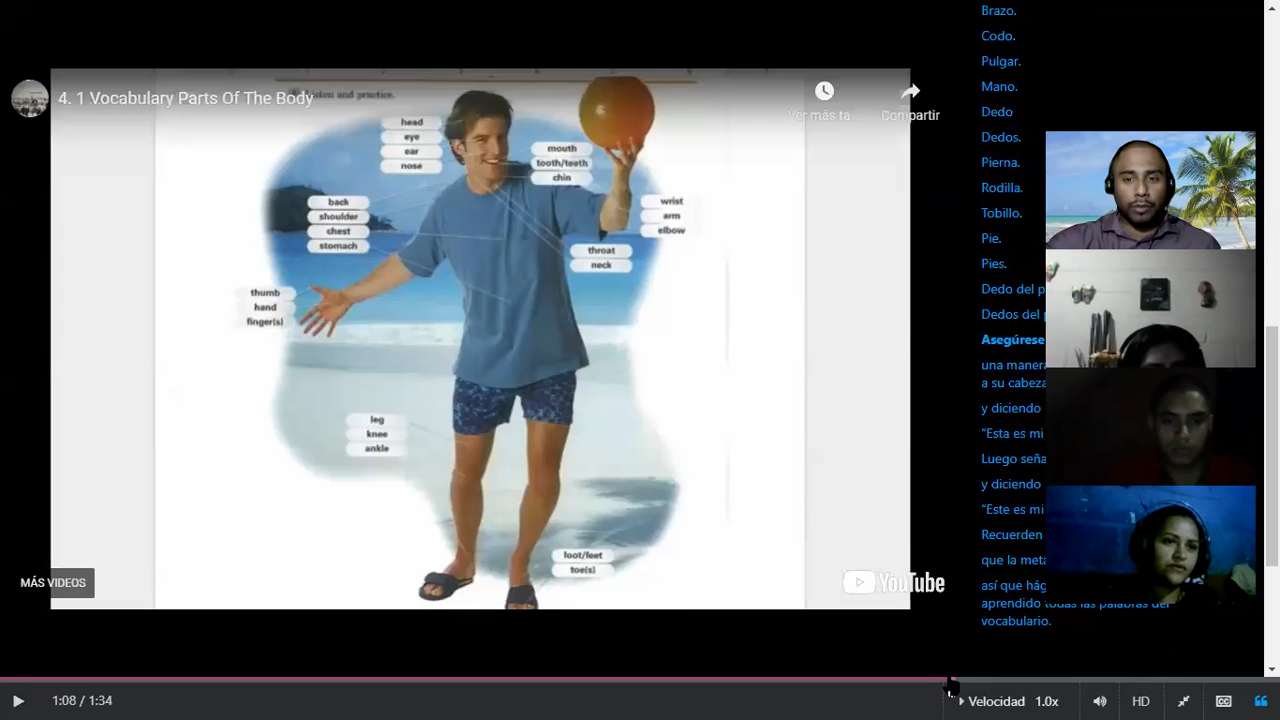 4. 1 Vocabulary Parts Of The Body
Listen and practice.
Ver más ta
Compartir
head
eye
ear
nose
mouth
tooth/teeth
chin
back
shoulder
chest
stomach
wrist
arm
elbow
throat
neck
thumb
hand
finger(s)
leg
knee
ankle
foot/feet
toe(s)
MÁS VIDEOS
YouTube
Brazo.
Codo.
Pulgar.
Mano.
Dedo
Dedos.
Pierna.
Rodilla.
Tobillo.
Pie.
Pies.
Dedo del p
Dedos del p
Asegúrese
una manera
a su cabeza
y diciendo
“Esta es mi
Luego seña
y diciendo
“Este es mi
Recuerden
que la meta
así que hág
aprendido todas las palabras del
vocabulario.
1:08 / 1:34
Velocidad 1.0x
HD
CC